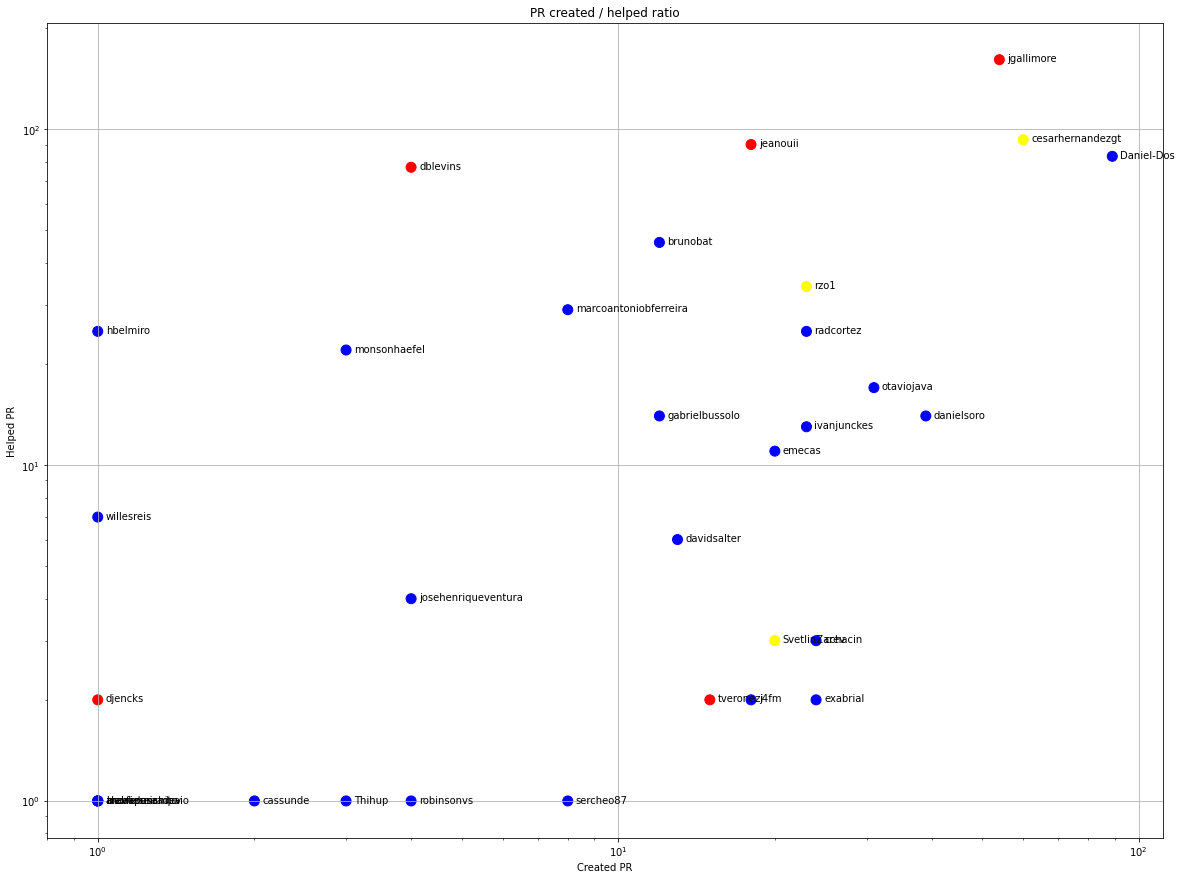 PR created / helped ratio
jgallimore
cesarhernandezgt
10²
jeanouii
Daniel-Dos
dblevins
brunobat
rzo1
marcoantoniobferreira
hbelmiro
radcortez
monsonhaefel
otaviojava
gabrielbussolo
danielsoro
ivanjunckes
Helped PR
emecas
10¹
willesreis
davidsalter
josehenriqueventura
SvetlinZarev
exabrial
djencks
j4fm
cassunde
Thihup
robinsonvs
sercheo87
10⁰
10⁰
10¹
10²
Created PR